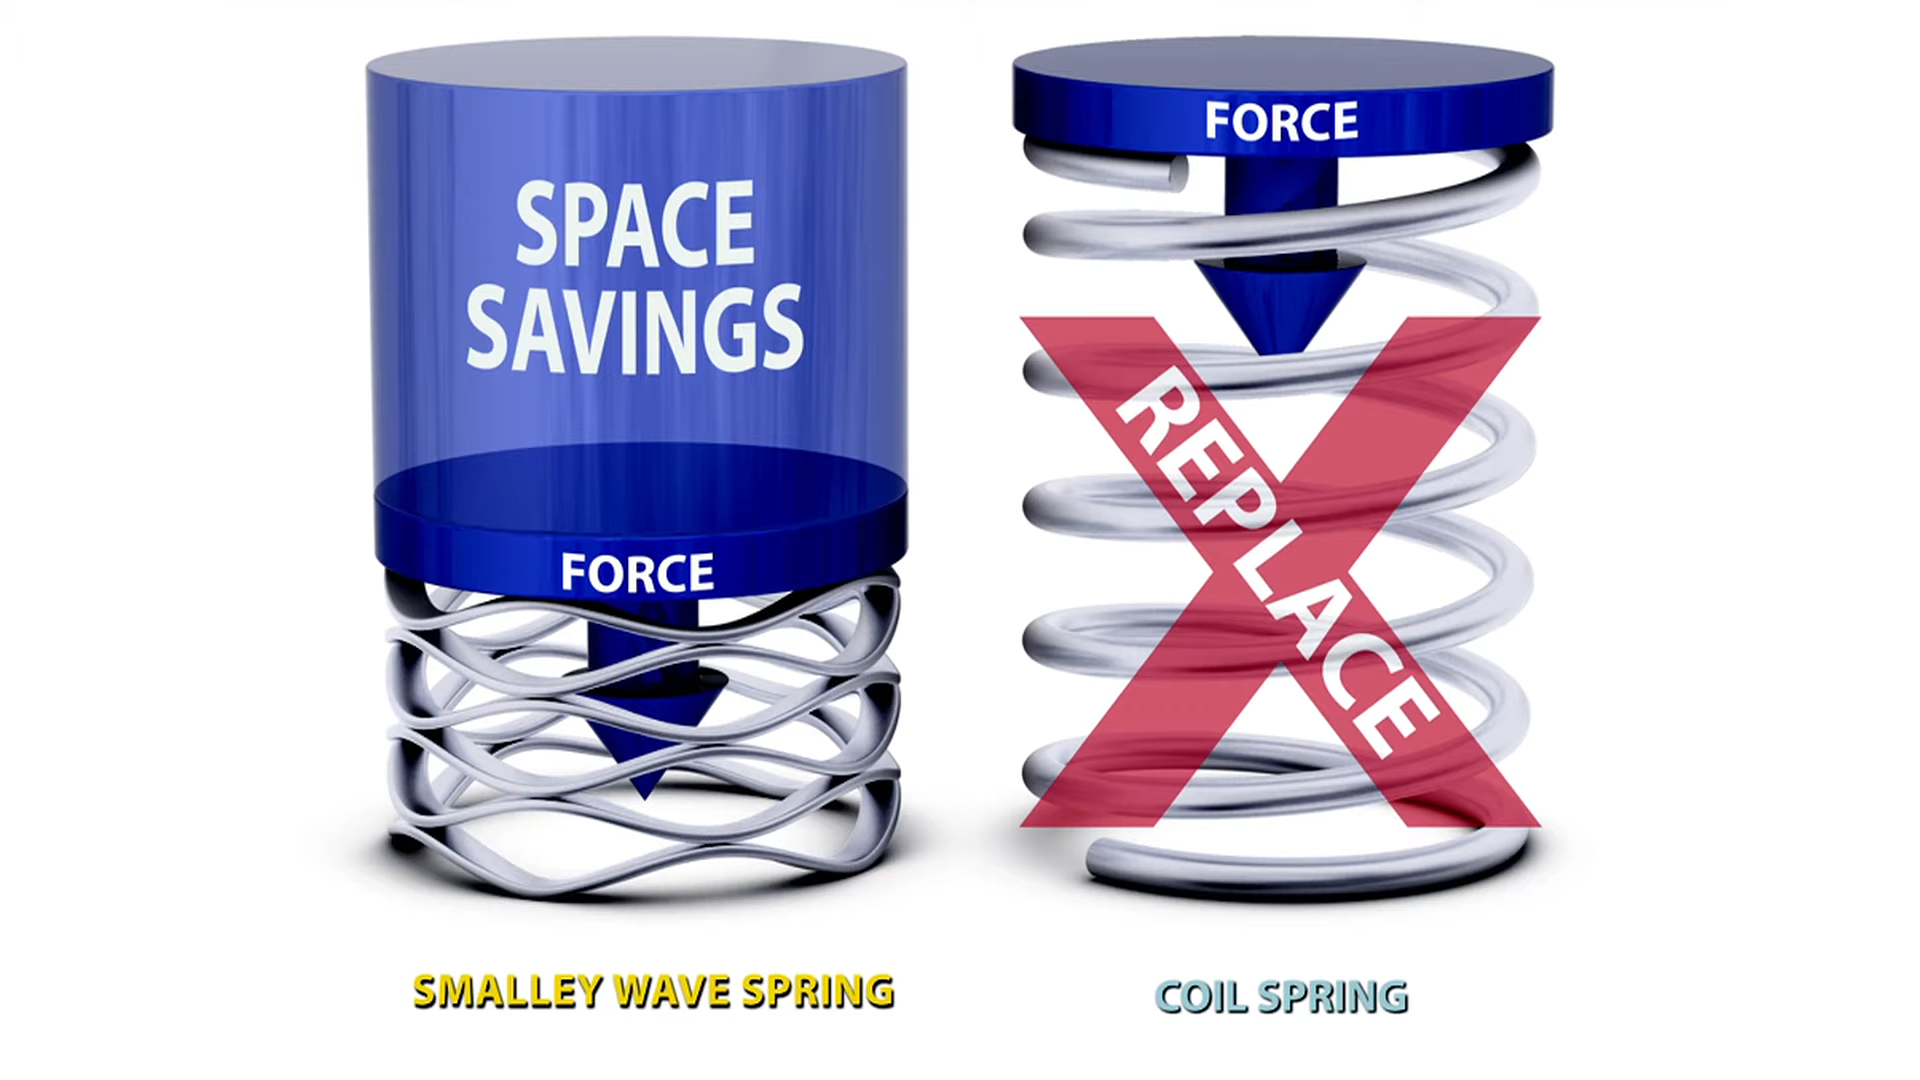 SPACE
SAVINGS
FORCE
SMALLEY WAVE SPRING
FORCE
REPLACE
COIL SPRING